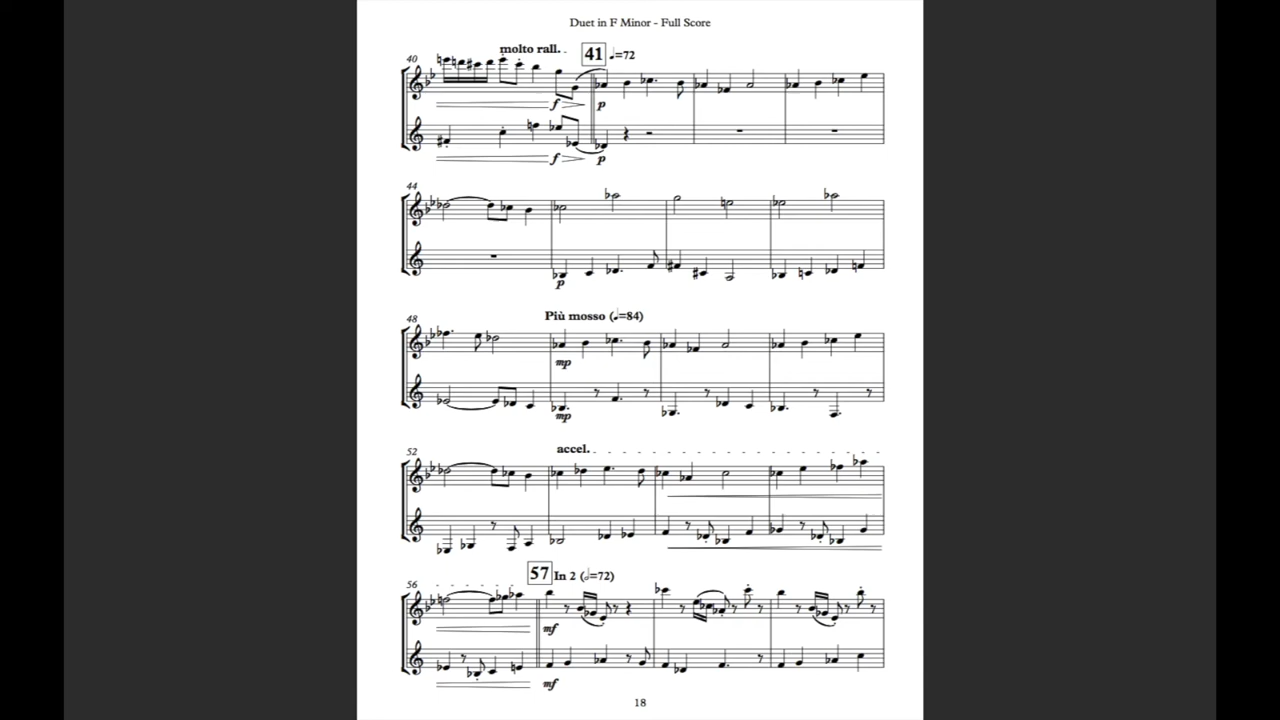 Duet in F Minor - Full Score
molto rall. 41 ♩=72
40
f p
f p
44
p
Più mosso (♩=84)
48
mp
mp
accel.
52
57 In 2 (𝅗𝅥=72)
56
mf
mf
18